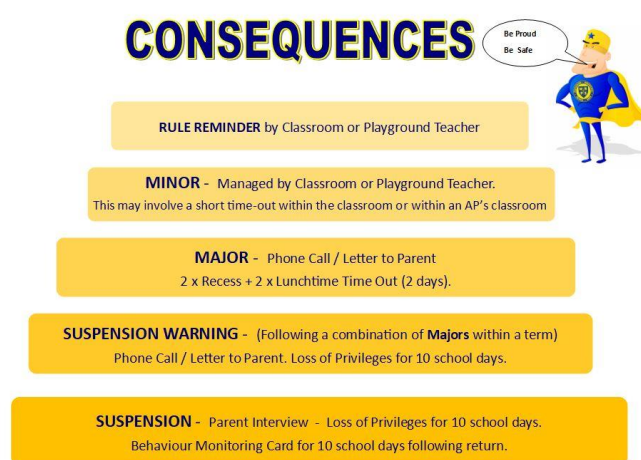 CONSEQUENCES
Be Proud
Be Safe
RULE REMINDER by Classroom or Playground Teacher
MINOR - Managed by Classroom or Playground Teacher.
This may involve a short time-out within the classroom or within an AP's classroom
MAJOR - Phone Call / Letter to Parent
2 x Recess + 2 x Lunchtime Time Out (2 days).
SUSPENSION WARNING - (Following a combination of Majors within a term)
Phone Call / Letter to Parent. Loss of Privileges for 10 school days.
SUSPENSION - Parent Interview - Loss of Privileges for 10 school days.
Behaviour Monitoring Card for 10 school days following return.